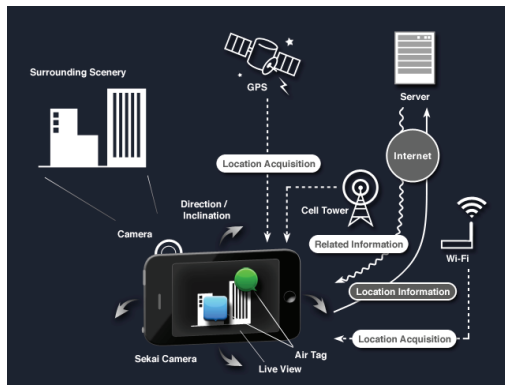 Surrounding Scenery
GPS
Server
Location Acquisition
Internet
Direction /
Inclination
Cell Tower
Camera
Related Information
Wi-Fi
Location Information
Location Acquisition
Sekai Camera
Air Tag
Live View